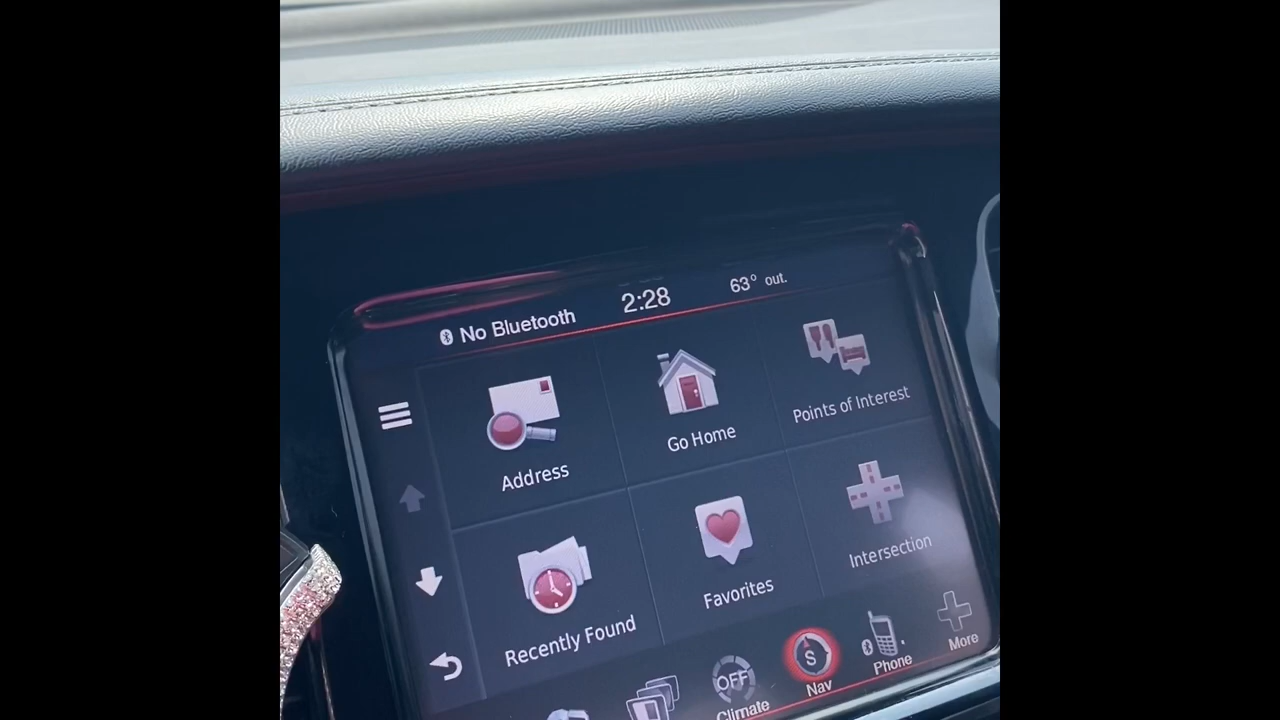 No Bluetooth 2:28 63° out.
Address
Go Home
Points of Interest
Recently Found
Favorites
Intersection
OFF
Climate
S
Nav
Phone
More